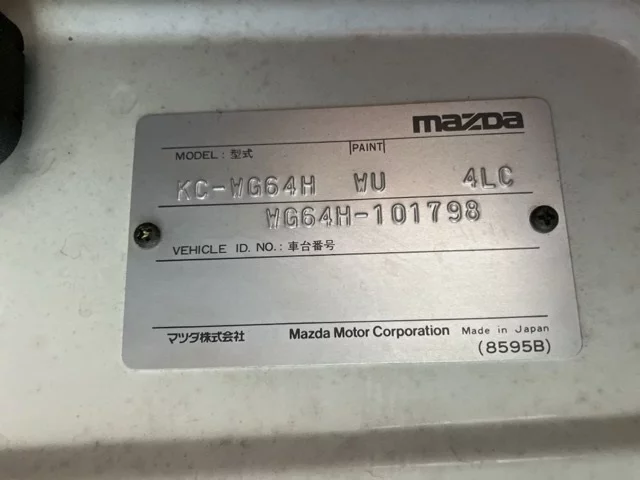 mazda
MODEL : 型式 PAINT
KC-WG64H WU 4LC
WG64H-101798
VEHICLE ID. NO. : 車台番号
マツダ株式会社 Mazda Motor Corporation Made in Japan
(8595B)